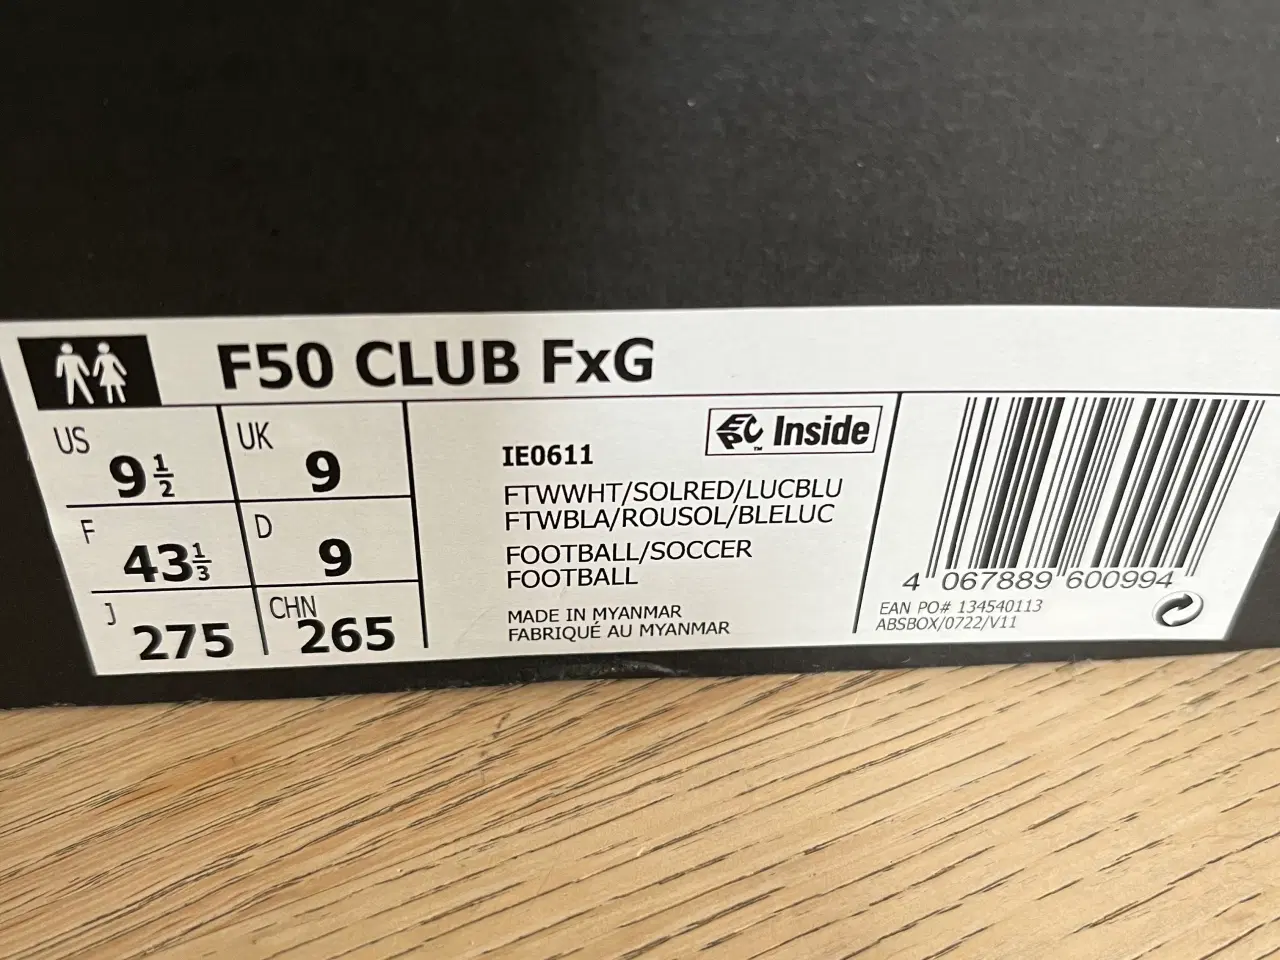 F50 CLUB FxG
US 9 1/2
UK 9
F 43 1/3
D 9
J 275
CHN 265
EPC™ Inside
IE0611
FTWWHT/SOLRED/LUCBLU
FTWBLA/ROUSOL/BLELUC
FOOTBALL/SOCCER
FOOTBALL
MADE IN MYANMAR
FABRIQUÉ AU MYANMAR
4 067889 600994
EAN PO# 134540113
ABSBOX/0722/V11